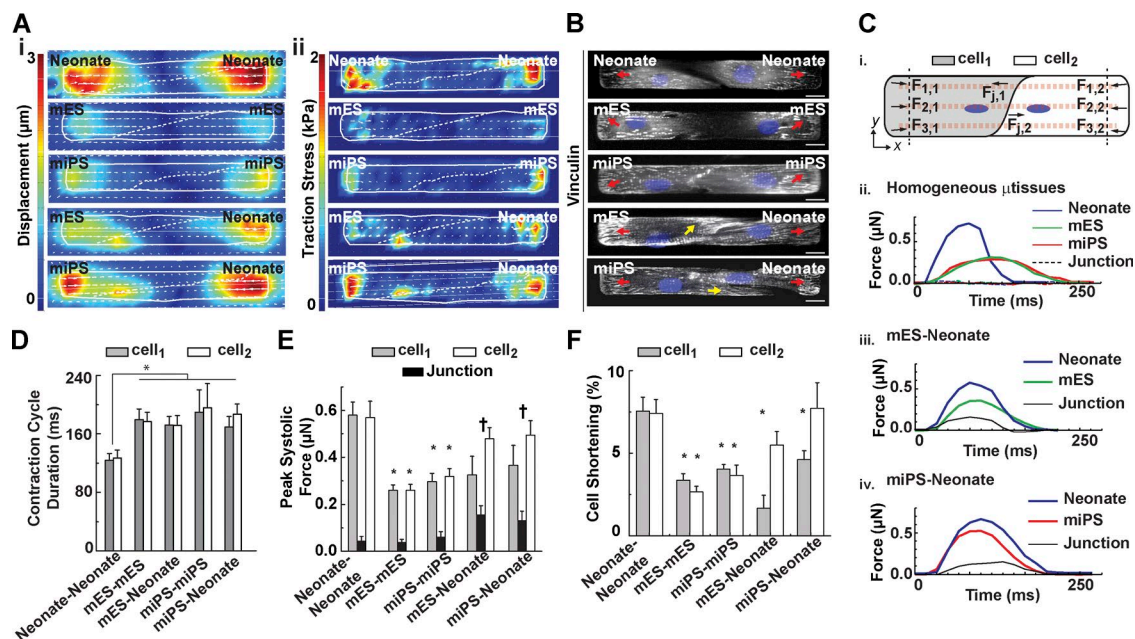 A
i
3
Displacement (µm)
0
Neonate
Neonate
mES
mES
miPS
miPS
mES
Neonate
miPS
Neonate
ii
2
Traction Stress (kPa)
0
Neonate
Neonate
mES
mES
miPS
miPS
mES
Neonate
miPS
Neonate
B
Vinculin
Neonate
Neonate
mES
mES
miPS
miPS
mES
Neonate
miPS
Neonate
C
i.
cell1
cell2
F1,1
Fj,1
F1,2
F2,1
F2,2
F3,1
Fj,2
F3,2
y
x
ii.
Homogeneous µtissues
Force (µN)
0.5
0.0
0
250
Time (ms)
Neonate
mES
miPS
Junction
iii.
mES-Neonate
Force (µN)
0.5
0.0
0
250
Time (ms)
Neonate
mES
Junction
iv.
miPS-Neonate
Force (µN)
0.5
0.0
0
250
Time (ms)
Neonate
miPS
Junction
D
cell1
cell2
*
Contraction Cycle
Duration (ms)
240
180
120
60
0
Neonate-Neonate
mES-mES
mES-Neonate
miPS-miPS
miPS-Neonate
E
cell1
cell2
Junction
Peak Systolic
Force (µN)
0.6
0.4
0.2
0.0
* *
* *
†
†
Neonate-
Neonate
mES-mES
miPS-miPS
mES-Neonate
miPS-Neonate
F
cell1
cell2
Cell Shortening (%)
10
5
0
* *
* *
*
*
Neonate-
Neonate
mES-mES
miPS-miPS
mES-Neonate
miPS-Neonate